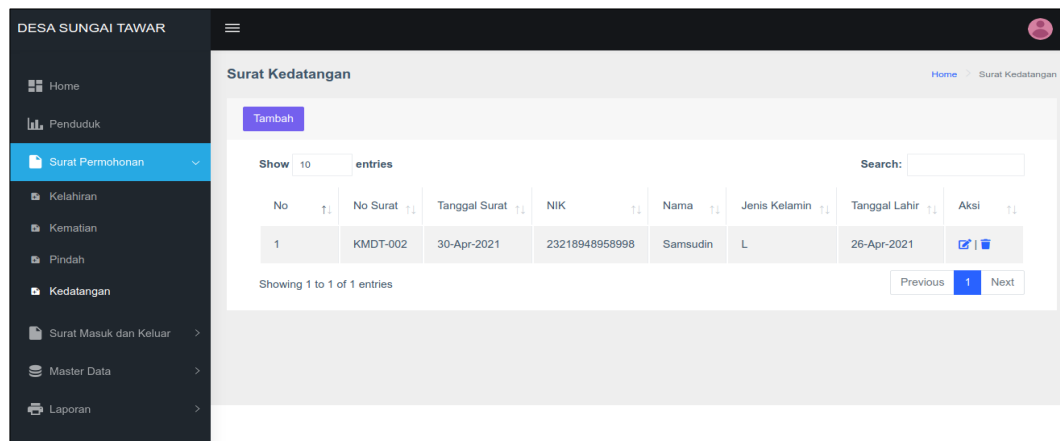 DESA SUNGAI TAWAR
Home
Penduduk
Surat Permohonan
Kelahiran
Kematian
Pindah
Kedatangan
Surat Masuk dan Keluar
Master Data
Laporan
Surat Kedatangan
Home > Surat Kedatangan
Tambah
Show 10 entries Search:
No No Surat Tanggal Surat NIK Nama Jenis Kelamin Tanggal Lahir Aksi
1 KMDT-002 30-Apr-2021 23218948958998 Samsudin L 26-Apr-2021 |
Showing 1 to 1 of 1 entries Previous 1 Next